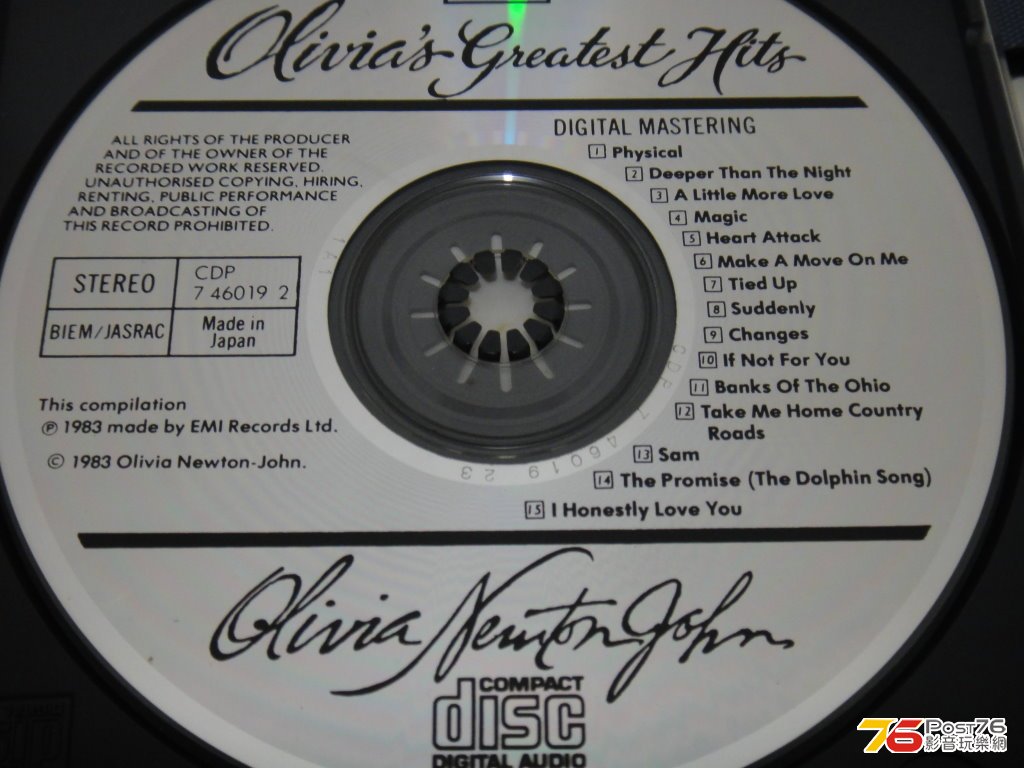 Olivia's Greatest Hits
ALL RIGHTS OF THE PRODUCER
AND OF THE OWNER OF THE
RECORDED WORK RESERVED.
UNAUTHORISED COPYING, HIRING,
RENTING, PUBLIC PERFORMANCE
AND BROADCASTING OF
THIS RECORD PROHIBITED.
STEREO
CDP
7 46019 2
BIEM/JASRAC
Made in
Japan
This compilation
℗ 1983 made by EMI Records Ltd.
© 1983 Olivia Newton-John.
DIGITAL MASTERING
1 Physical
2 Deeper Than The Night
3 A Little More Love
4 Magic
5 Heart Attack
6 Make A Move On Me
7 Tied Up
8 Suddenly
9 Changes
10 If Not For You
11 Banks Of The Ohio
12 Take Me Home Country
Roads
13 Sam
14 The Promise (The Dolphin Song)
15 I Honestly Love You
Olivia Newton-John
COMPACT
disc
DIGITAL AUDIO
76 Post76
影音玩樂網